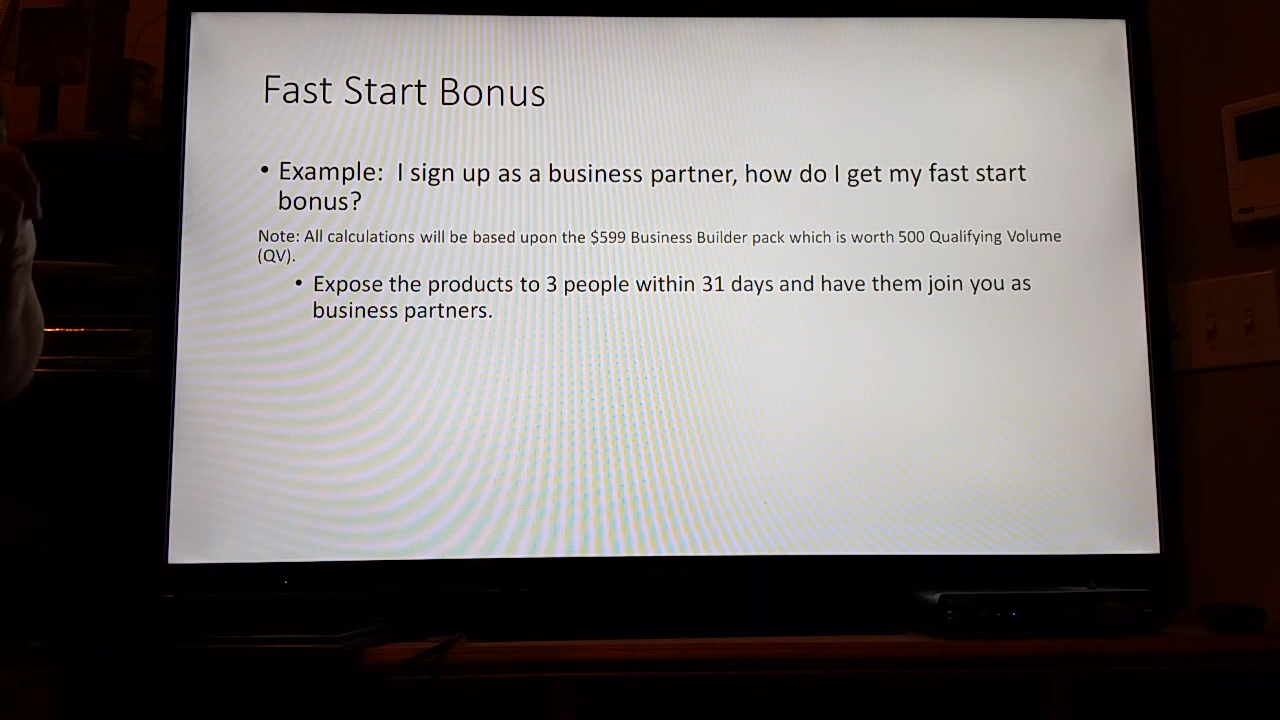 Fast Start Bonus
• Example:  I sign up as a business partner, how do I get my fast start
bonus?
Note: All calculations will be based upon the $599 Business Builder pack which is worth 500 Qualifying Volume
(QV).
• Expose the products to 3 people within 31 days and have them join you as
business partners.